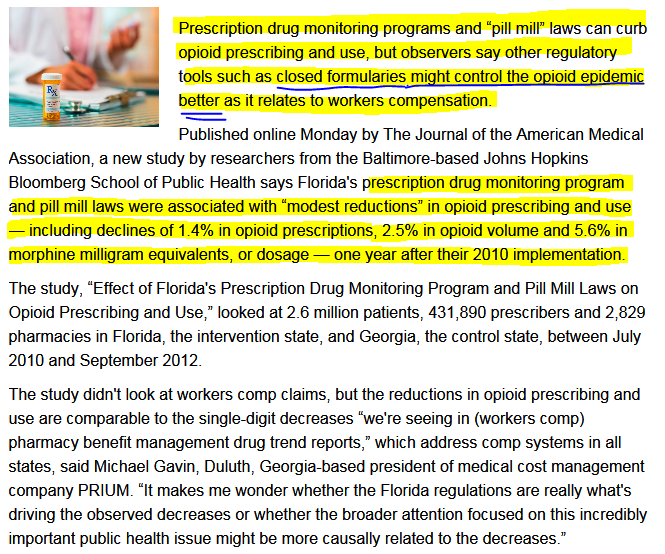 Prescription drug monitoring programs and “pill mill” laws can curb
opioid prescribing and use, but observers say other regulatory
tools such as closed formularies might control the opioid epidemic
better as it relates to workers compensation.
Published online Monday by The Journal of the American Medical
Association, a new study by researchers from the Baltimore-based Johns Hopkins
Bloomberg School of Public Health says Florida's prescription drug monitoring program
and pill mill laws were associated with “modest reductions” in opioid prescribing and use
— including declines of 1.4% in opioid prescriptions, 2.5% in opioid volume and 5.6% in
morphine milligram equivalents, or dosage — one year after their 2010 implementation.
The study, “Effect of Florida's Prescription Drug Monitoring Program and Pill Mill Laws on
Opioid Prescribing and Use,” looked at 2.6 million patients, 431,890 prescribers and 2,829
pharmacies in Florida, the intervention state, and Georgia, the control state, between July
2010 and September 2012.
The study didn't look at workers comp claims, but the reductions in opioid prescribing and
use are comparable to the single-digit decreases “we're seeing in (workers comp)
pharmacy benefit management drug trend reports,” which address comp systems in all
states, said Michael Gavin, Duluth, Georgia-based president of medical cost management
company PRIUM. “It makes me wonder whether the Florida regulations are really what's
driving the observed decreases or whether the broader attention focused on this incredibly
important public health issue might be more causally related to the decreases.”